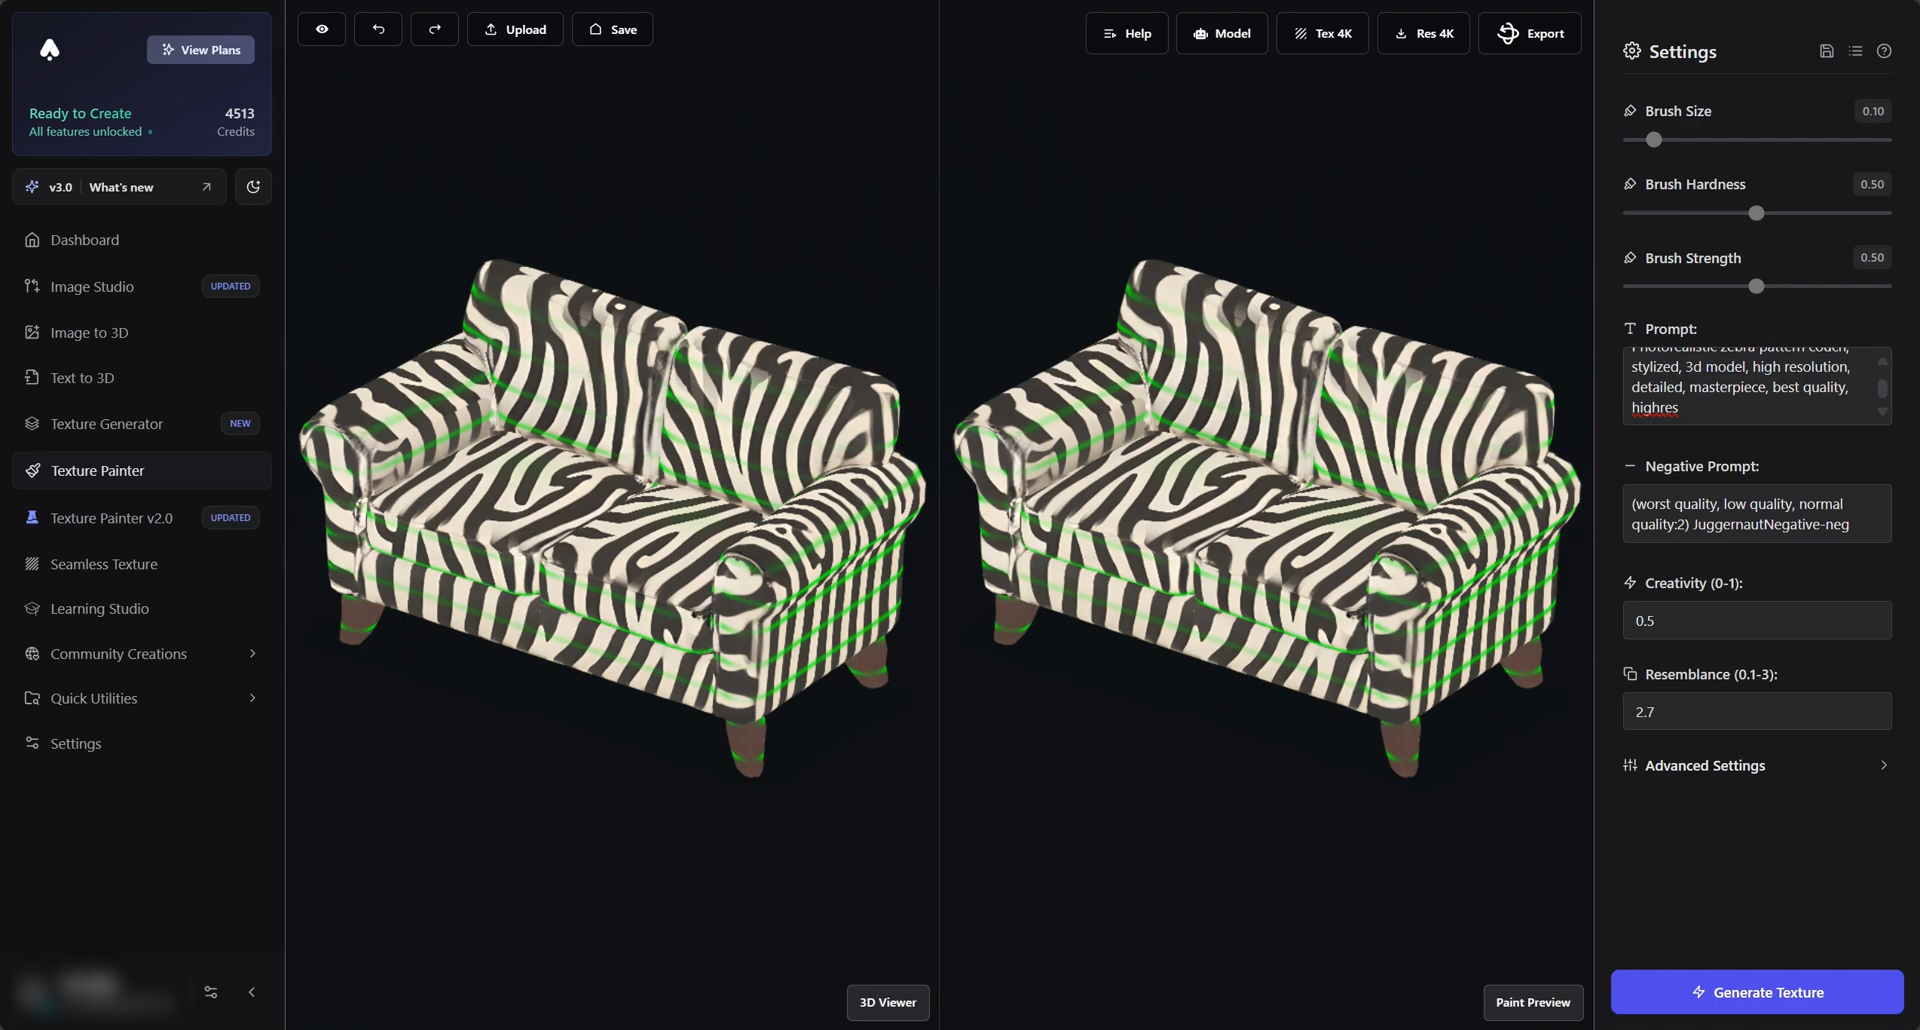 View Plans
Ready to Create
4513
All features unlocked
Credits
v3.0
What's new
Dashboard
Image Studio
UPDATED
Image to 3D
Text to 3D
Texture Generator
NEW
Texture Painter
Texture Painter v2.0
UPDATED
Seamless Texture
Learning Studio
Community Creations
Quick Utilities
Settings
Upload
Save
3D Viewer
Help
Model
Tex 4K
Res 4K
Export
Paint Preview
Settings
Brush Size
0.10
Brush Hardness
0.50
Brush Strength
0.50
Prompt:
Photorealistic zebra pattern couch,
stylized, 3d model, high resolution,
detailed, masterpiece, best quality,
highres
Negative Prompt:
(worst quality, low quality, normal
quality:2) JuggernautNegative-neg
Creativity (0-1):
0.5
Resemblance (0.1-3):
2.7
Advanced Settings
Generate Texture